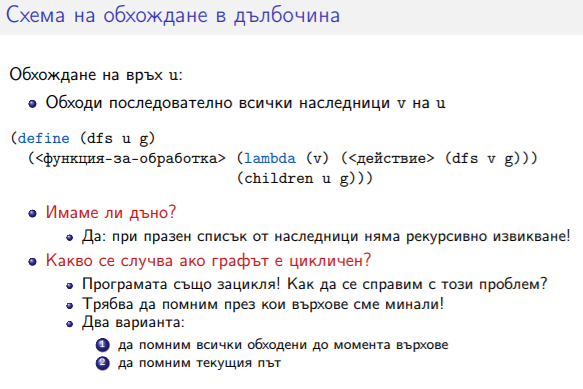 Схема на обхождане в дълбочина
Обхождане на връх u:
Обходи последователно всички наследници v на u
(define (dfs u g)
(<функция-за-обработка> (lambda (v) (<действие> (dfs v g)))
(children u g)))
Имаме ли дъно?
Да: при празен списък от наследници няма рекурсивно извикване!
Какво се случва ако графът е цикличен?
Програмата също зацикля! Как да се справим с този проблем?
Трябва да помним през кои върхове сме минали!
Два варианта:
1 да помним всички обходени до момента върхове
2 да помним текущия път